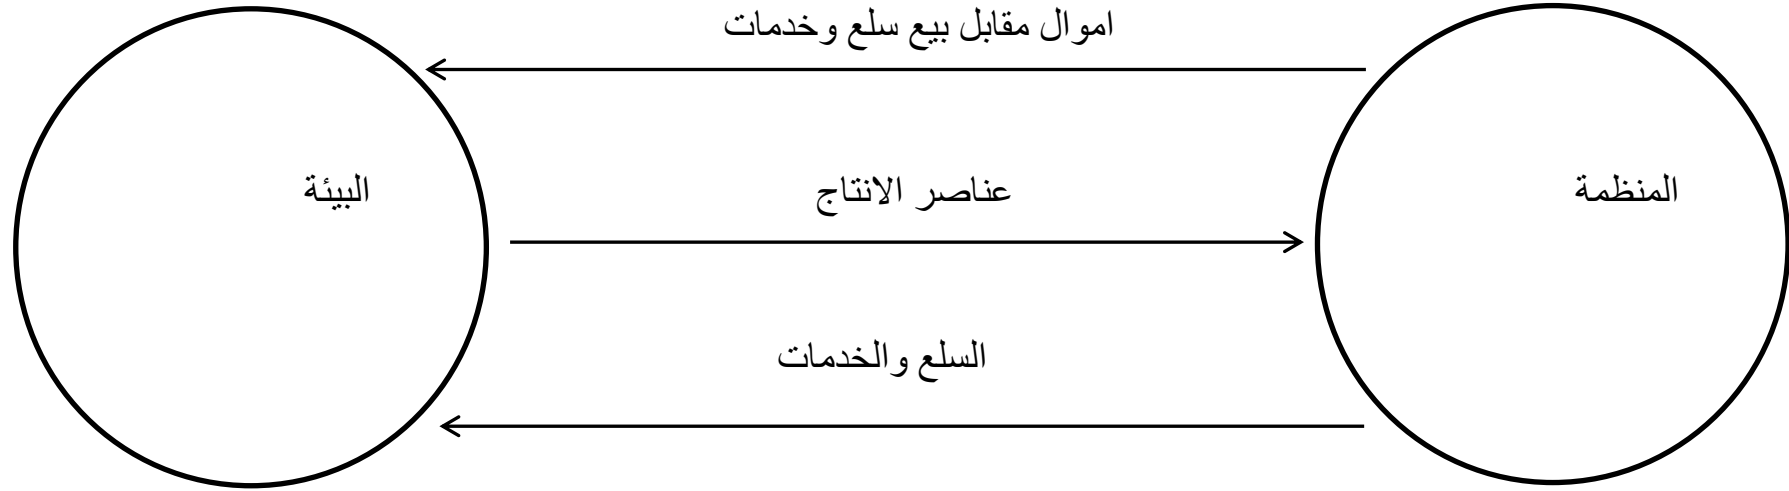 اموال مقابل بيع سلع وخدمات
المنظمة
عناصر الانتاج
البيئة
السلع والخدمات